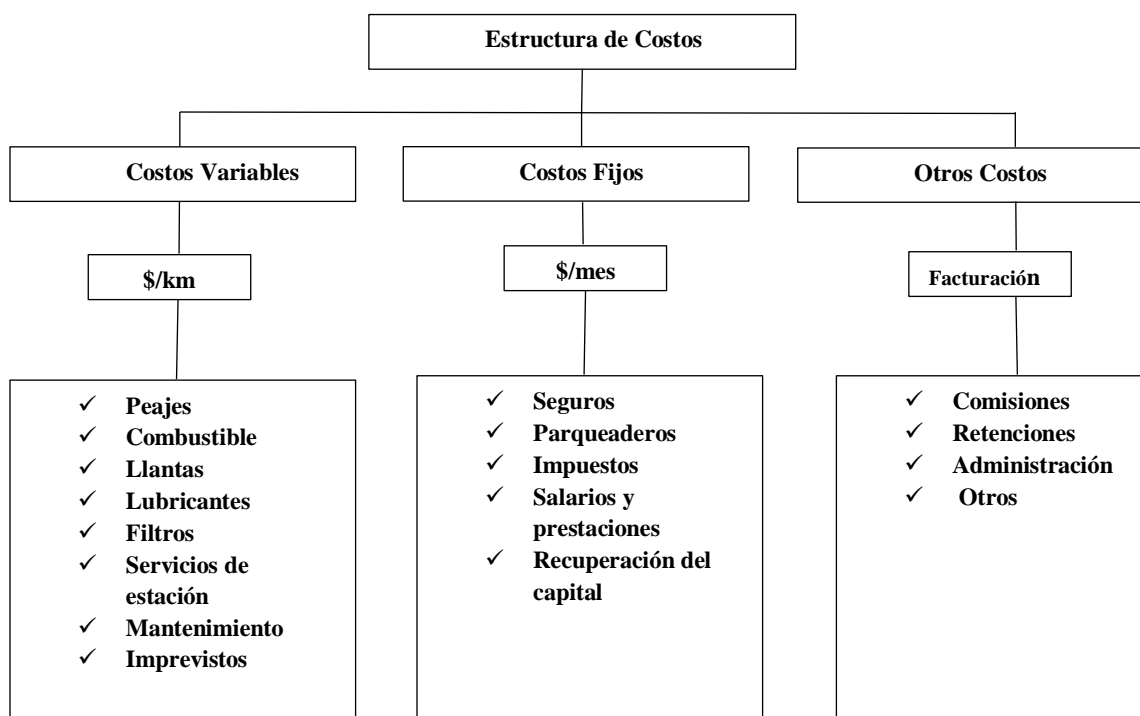 Estructura de Costos
Costos Variables
Costos Fijos
Otros Costos
$/km
$/mes
Facturación
✓ Peajes
✓ Combustible
✓ Llantas
✓ Lubricantes
✓ Filtros
✓ Servicios de
estación
✓ Mantenimiento
✓ Imprevistos
✓ Seguros
✓ Parqueaderos
✓ Impuestos
✓ Salarios y
prestaciones
✓ Recuperación del
capital
✓ Comisiones
✓ Retenciones
✓ Administración
✓ Otros